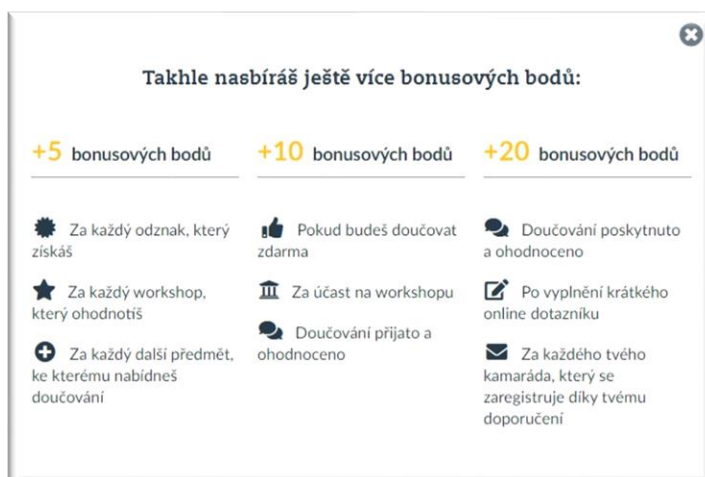 Takhle nasbíráš ještě více bonusových bodů:
+5 bonusových bodů
Za každý odznak, který
získáš
Za každý workshop,
který ohodnotíš
Za každý další předmět,
ke kterému nabídneš
doučování
+10 bonusových bodů
Pokud budeš doučovat
zdarma
Za účast na workshopu
Doučování přijato a
ohodnoceno
+20 bonusových bodů
Doučování poskytnuto
a ohodnoceno
Po vyplnění krátkého
online dotazníku
Za každého tvého
kamaráda, který se
zaregistruje díky tvému
doporučení